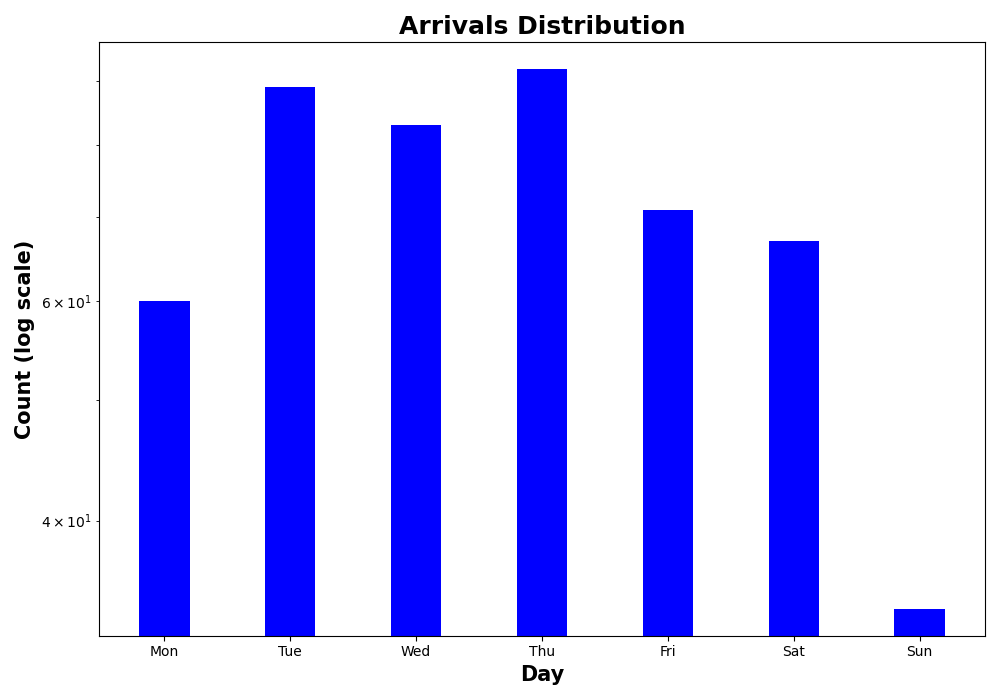 Arrivals Distribution
Count (log scale)
6 × 10¹
4 × 10¹
Mon Tue Wed Thu Fri Sat Sun
Day